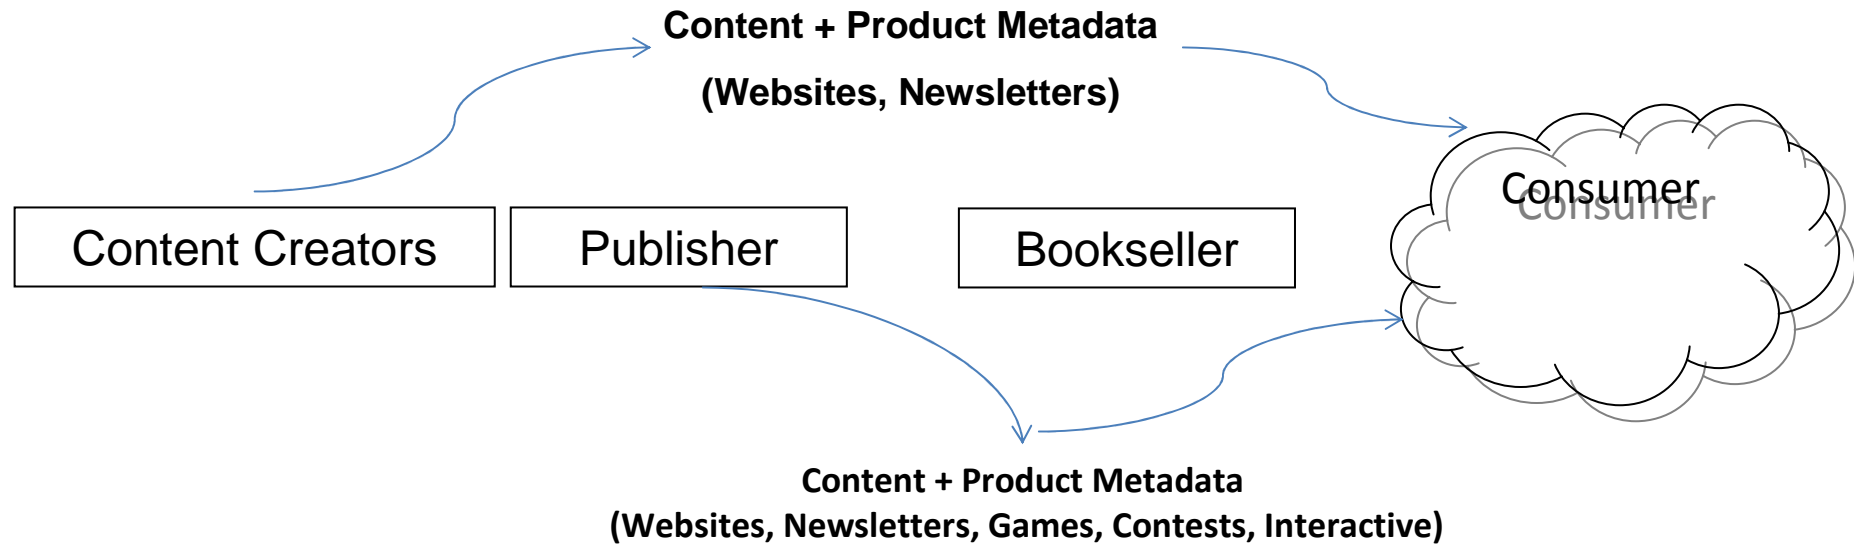 Content + Product Metadata
(Websites, Newsletters)
Content Creators
Publisher
Bookseller
Consumer
Content + Product Metadata
(Websites, Newsletters, Games, Contests, Interactive)